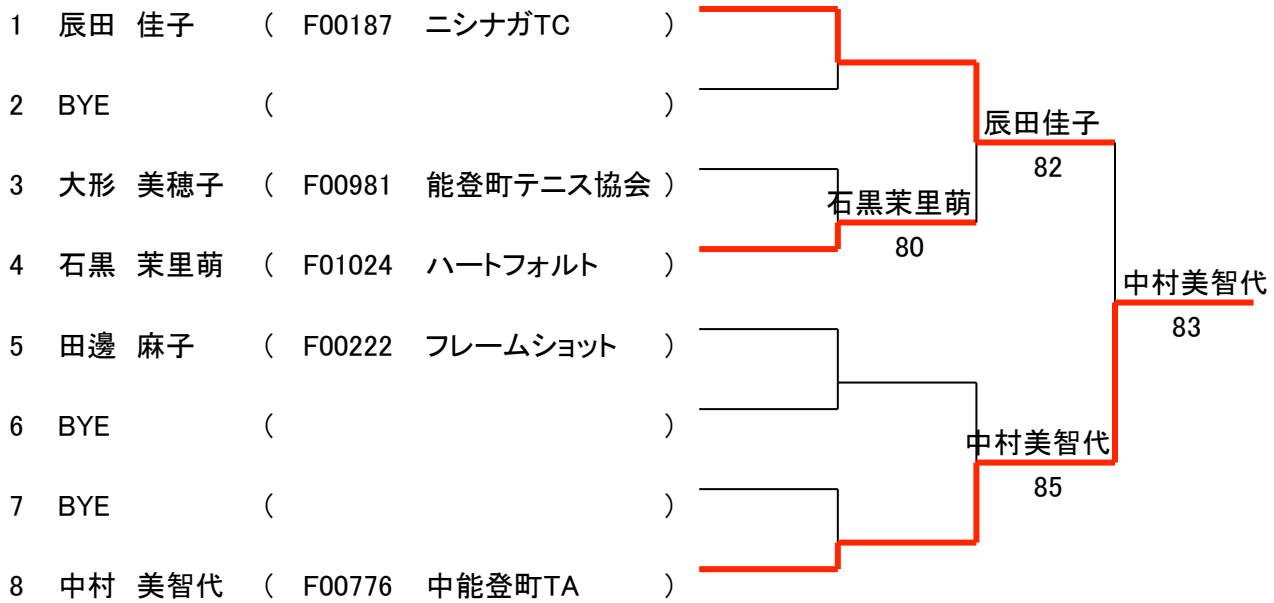 1 辰田 佳子 ( F00187 ニシナガTC )
2 BYE ( )
辰田佳子
82
3 大形 美穂子 ( F00981 能登町テニス協会 )
石黒茉里萌
80
4 石黒 茉里萌 ( F01024 ハートフォルト )
中村美智代
83
5 田邊 麻子 ( F00222 フレームショット )
6 BYE ( )
中村美智代
85
7 BYE ( )
8 中村 美智代 ( F00776 中能登町TA )